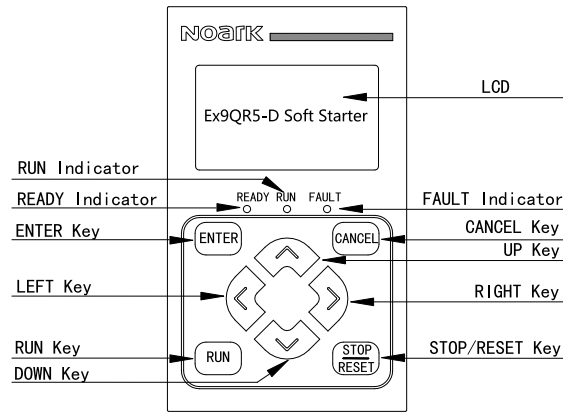 NOARK
Ex9QR5-D Soft Starter
LCD
RUN Indicator
READY Indicator
READY RUN FAULT
FAULT Indicator
ENTER Key
ENTER
CANCEL
CANCEL Key
UP Key
LEFT Key
RIGHT Key
RUN Key
RUN
STOP
RESET
STOP/RESET Key
DOWN Key